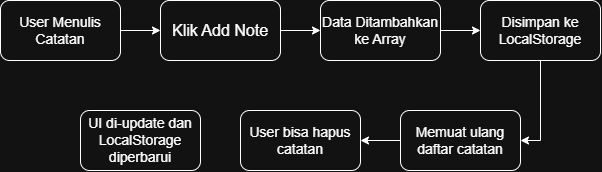 User Menulis
Catatan
Klik Add Note
Data Ditambahkan
ke Array
Disimpan ke
LocalStorage
Memuat ulang
daftar catatan
User bisa hapus
catatan
UI di-update dan
LocalStorage
diperbarui